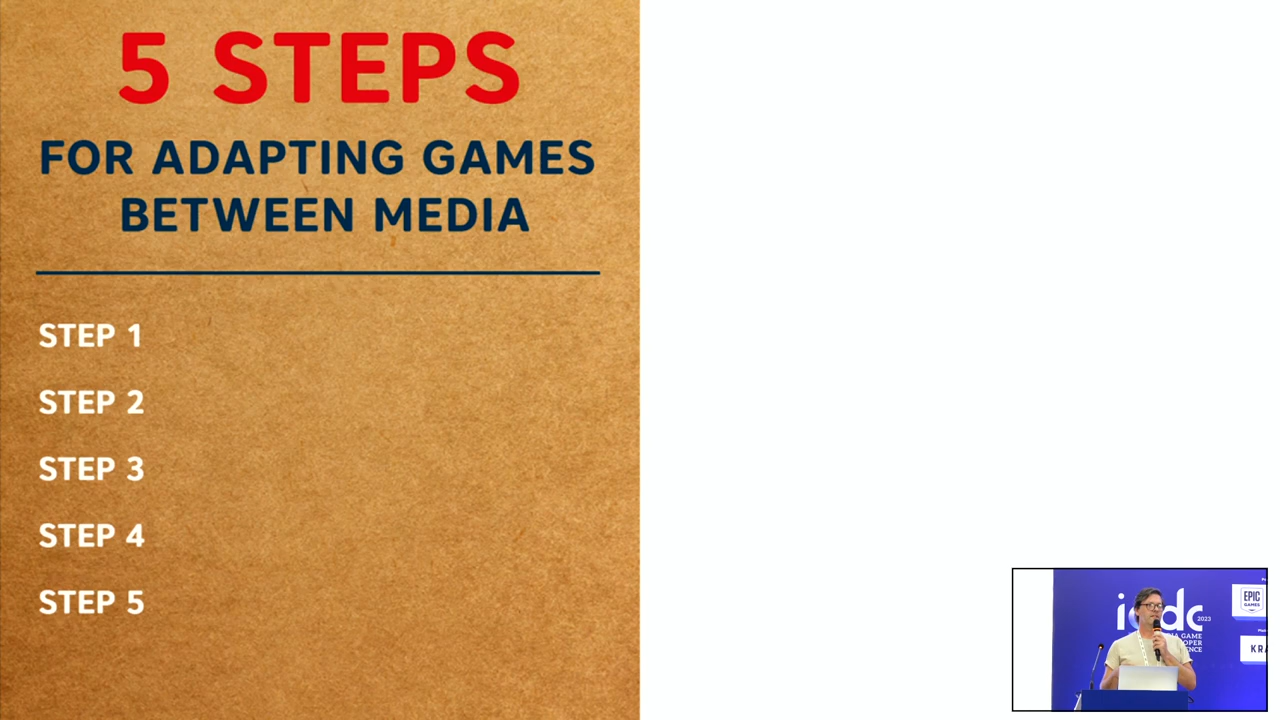 5 STEPS
FOR ADAPTING GAMES
BETWEEN MEDIA
STEP 1
STEP 2
STEP 3
STEP 4
STEP 5
2023
EPIC
GAMES
KRA